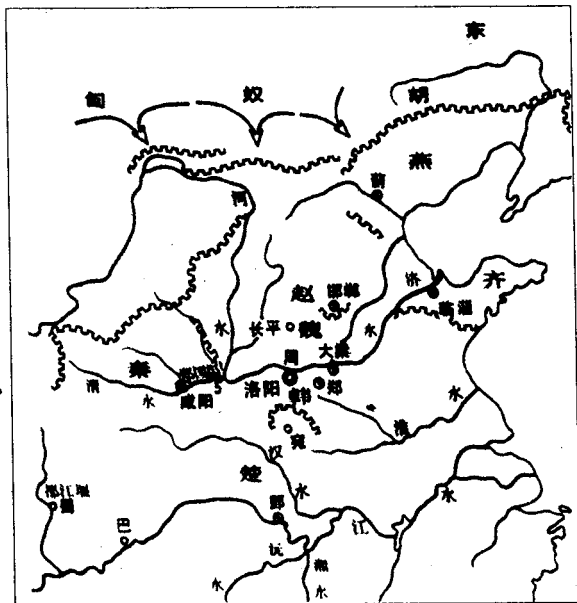 东
胡
匈
奴
燕
蓟
河
水
赵
邯郸
济
水
齐
临淄
长平
魏
大梁
周
洛阳
韩
郑
秦
渭
水
咸阳
宛
淮
水
汉
水
楚
郢
都江堰
蜀
巴
江
水
沅
水
湘
水